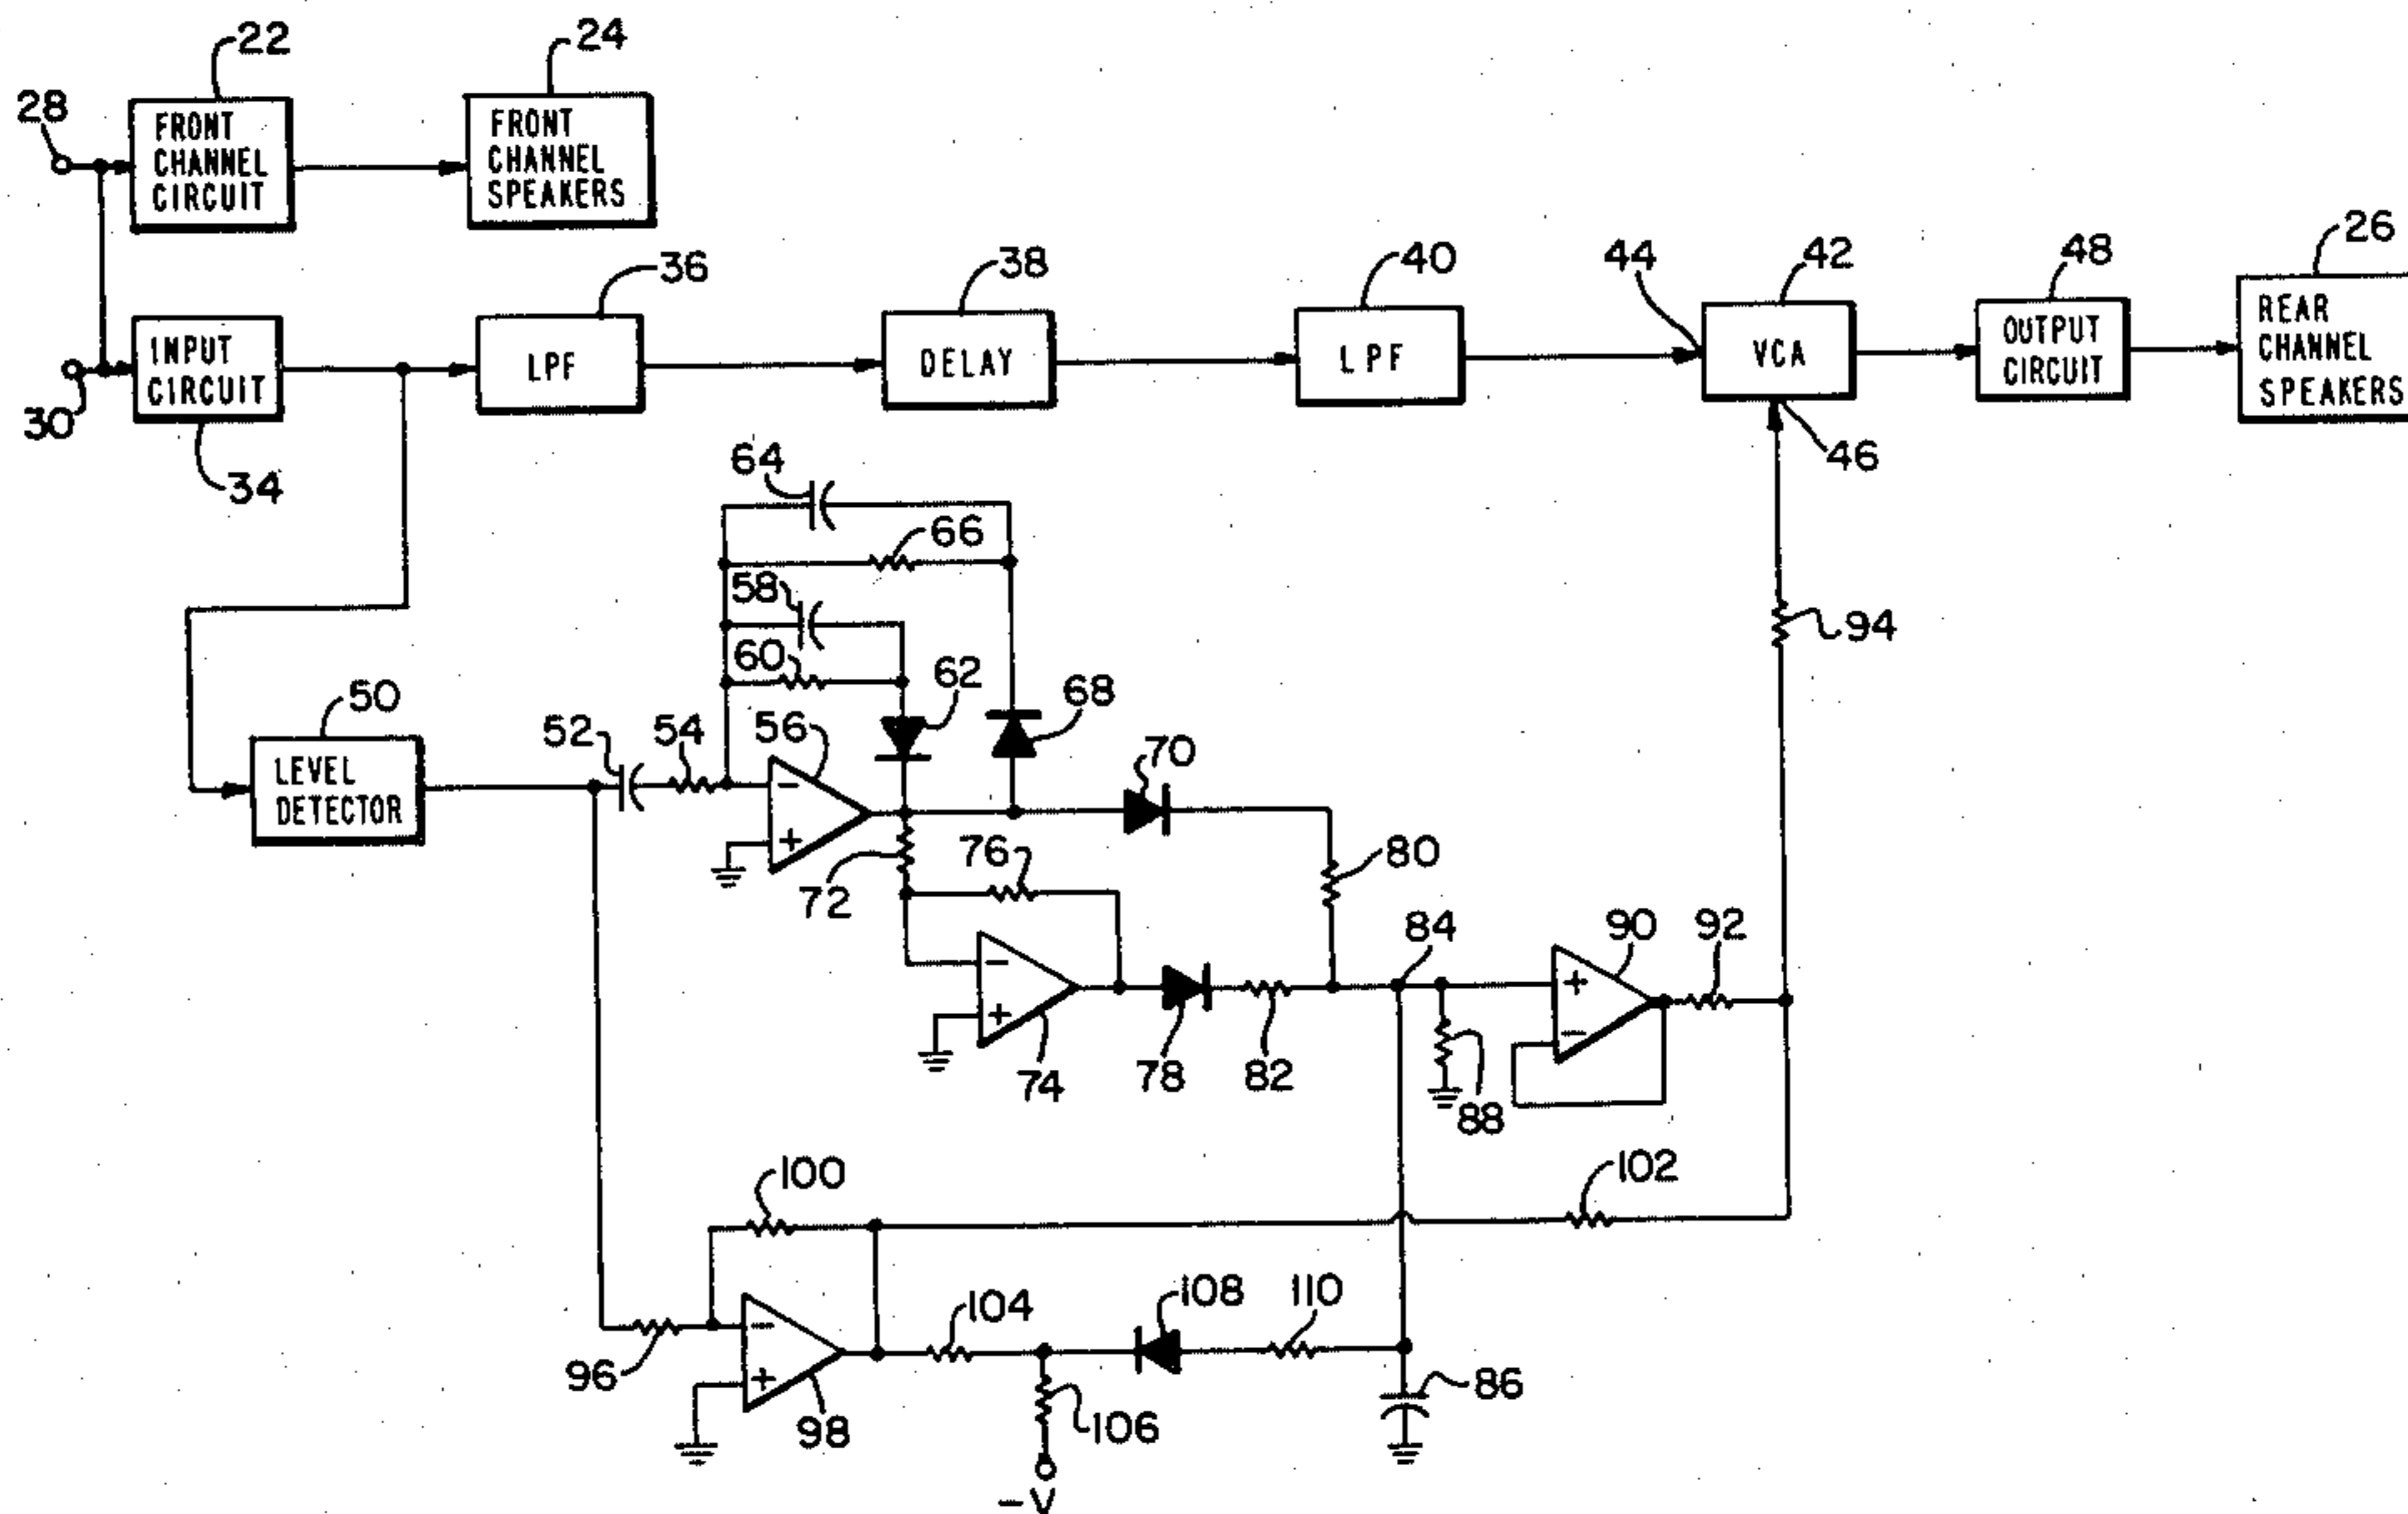 22
24
28
FRONT
CHANNEL
CIRCUIT
FRONT
CHANNEL
SPEAKERS
26
36
38
40
44
42
48
INPUT
CIRCUIT
LPF
DELAY
LPF
VCA
OUTPUT
CIRCUIT
REAR
CHANNEL
SPEAKERS
30
34
46
64
66
58
60
62
68
94
50
52
54
56
70
LEVEL
DETECTOR
−
+
72
76
80
84
90
92
−
+
+
−
74
78
82
88
100
102
104
108
110
−
+
96
98
106
86
−V